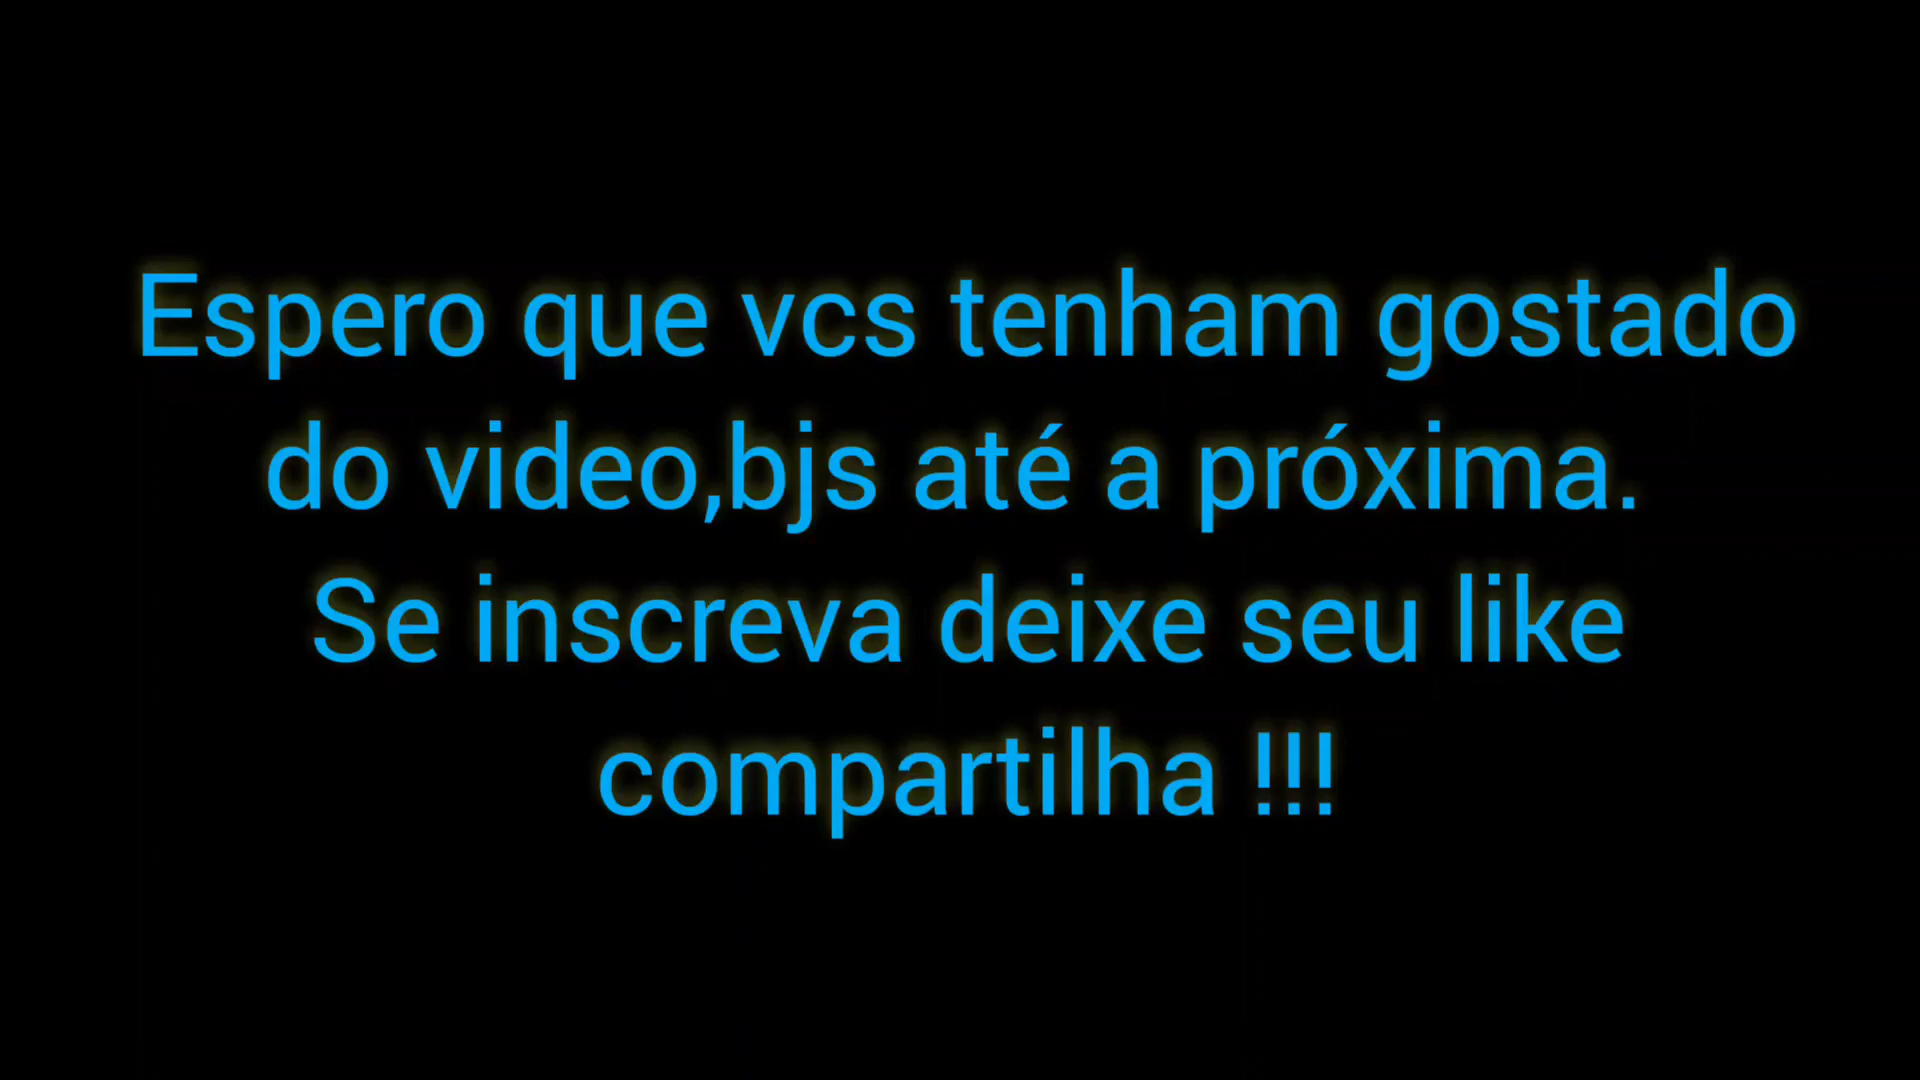 Espero que vcs tenham gostado
do video,bjs até a próxima.
Se inscreva deixe seu like
compartilha !!!